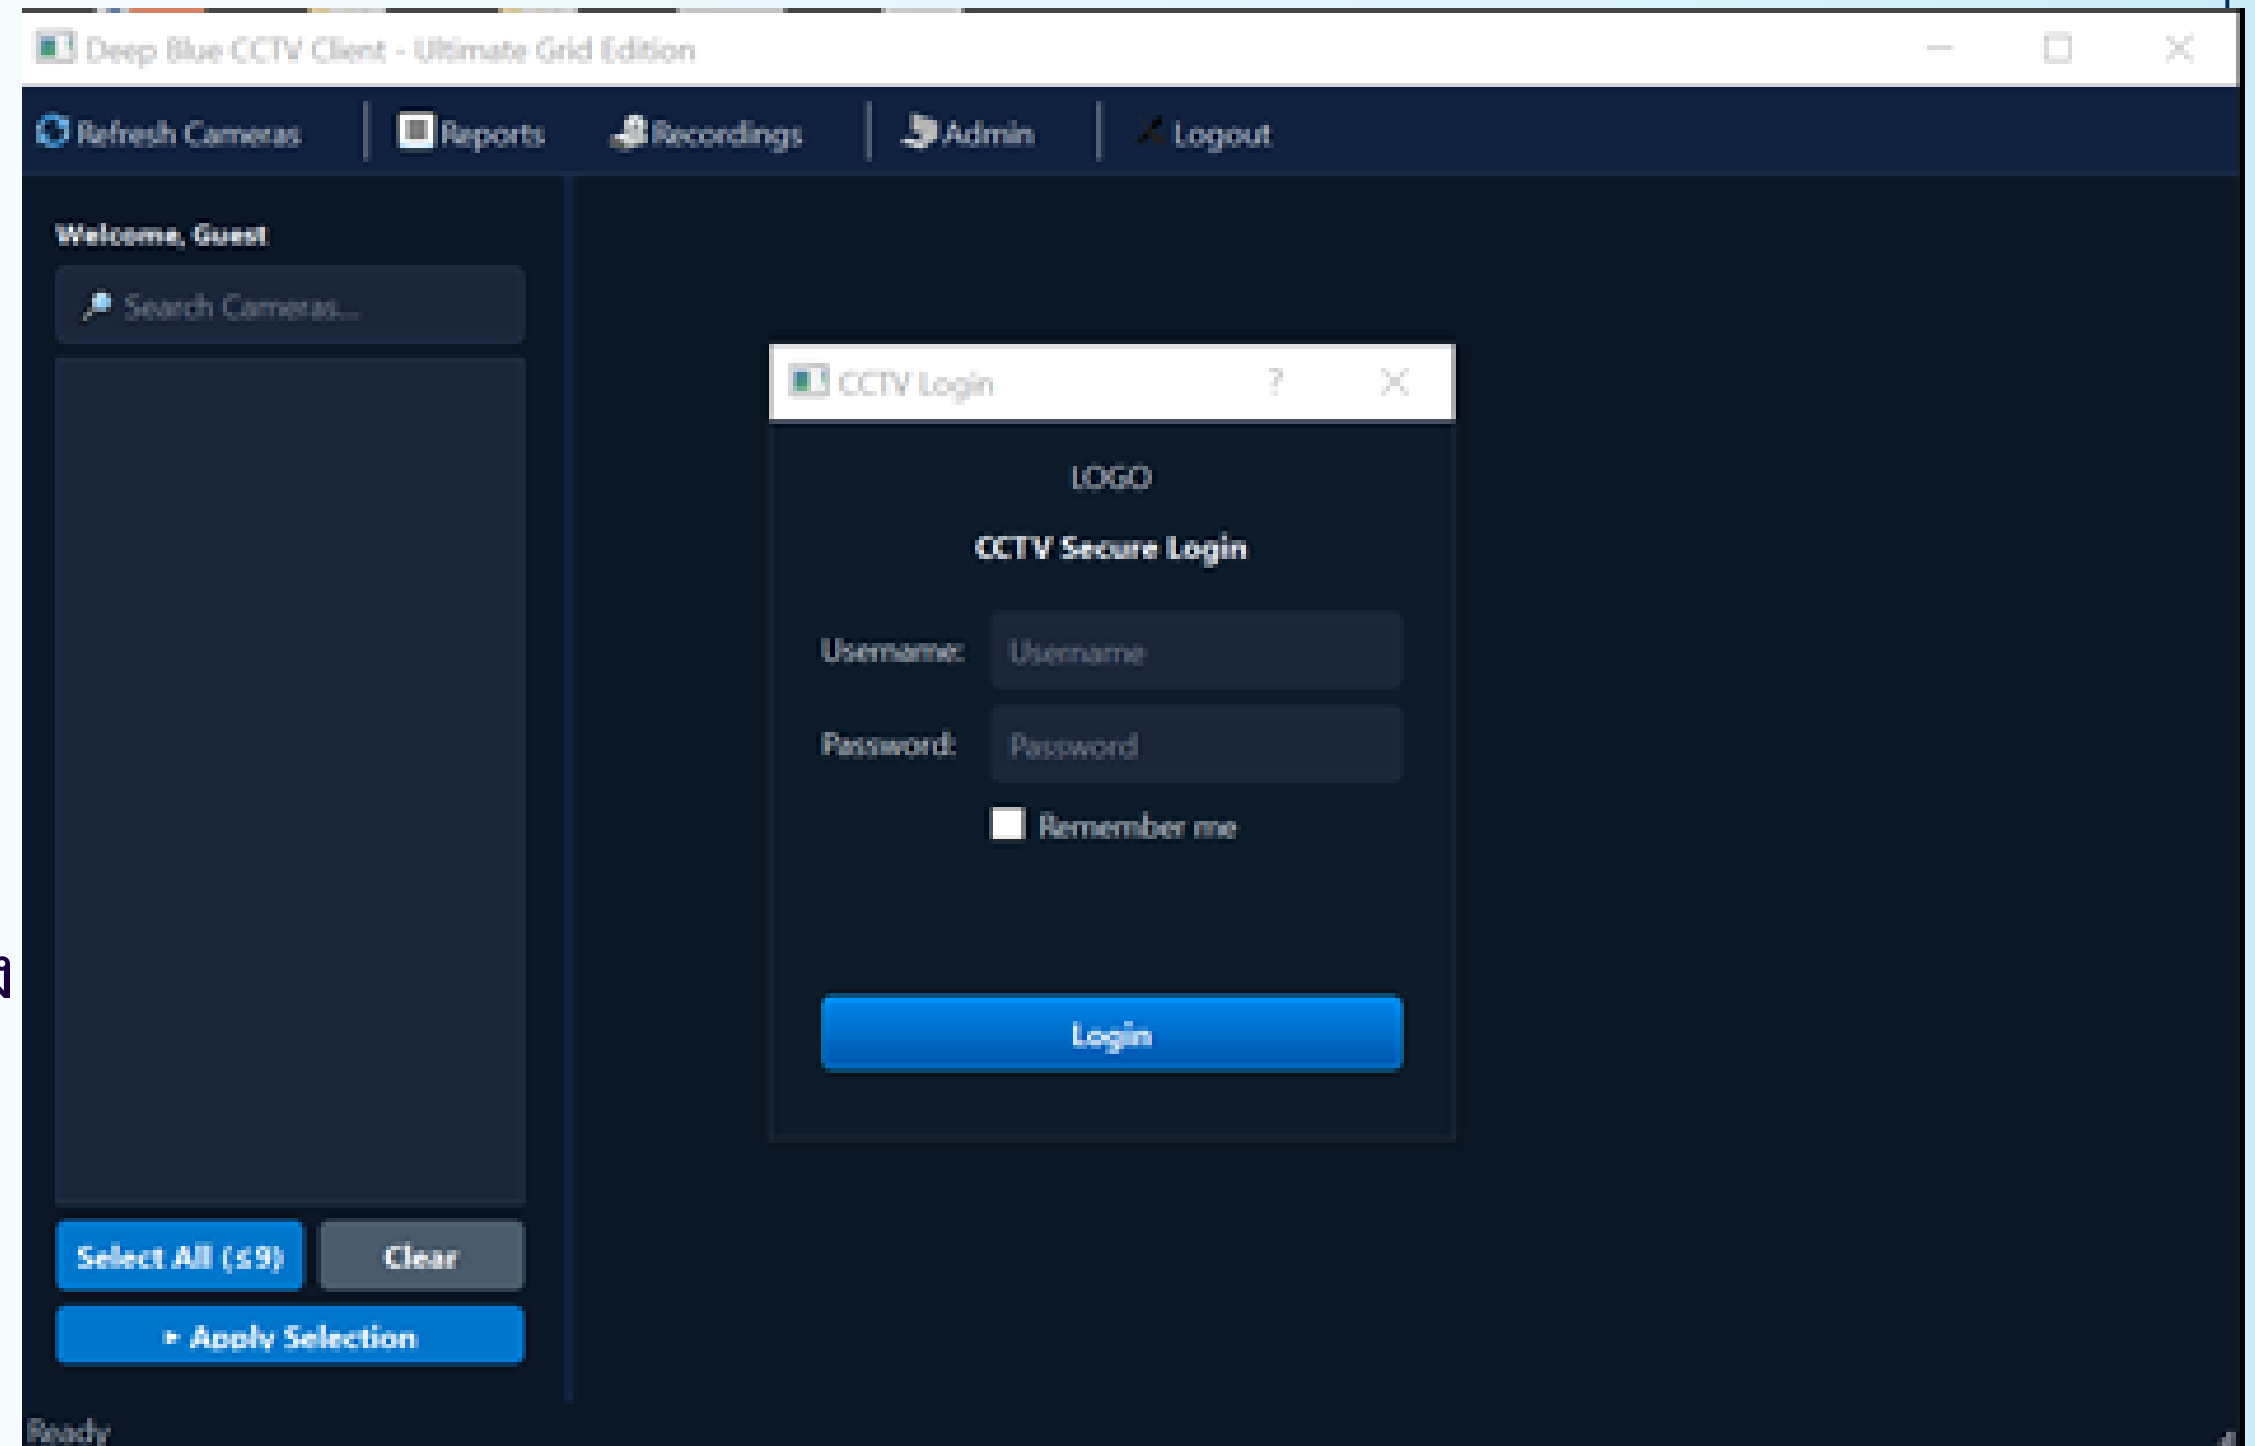 Deep Blue CCTV Client - Ultimate Grid Edition
Refresh Cameras Reports Recordings Admin Logout
Welcome, Guest
Search Cameras...
CCTV Login
LOGO
CCTV Secure Login
Username: Username
Password: Password
Remember me
Login
Select All (≤9) Clear
Apply Selection
Ready